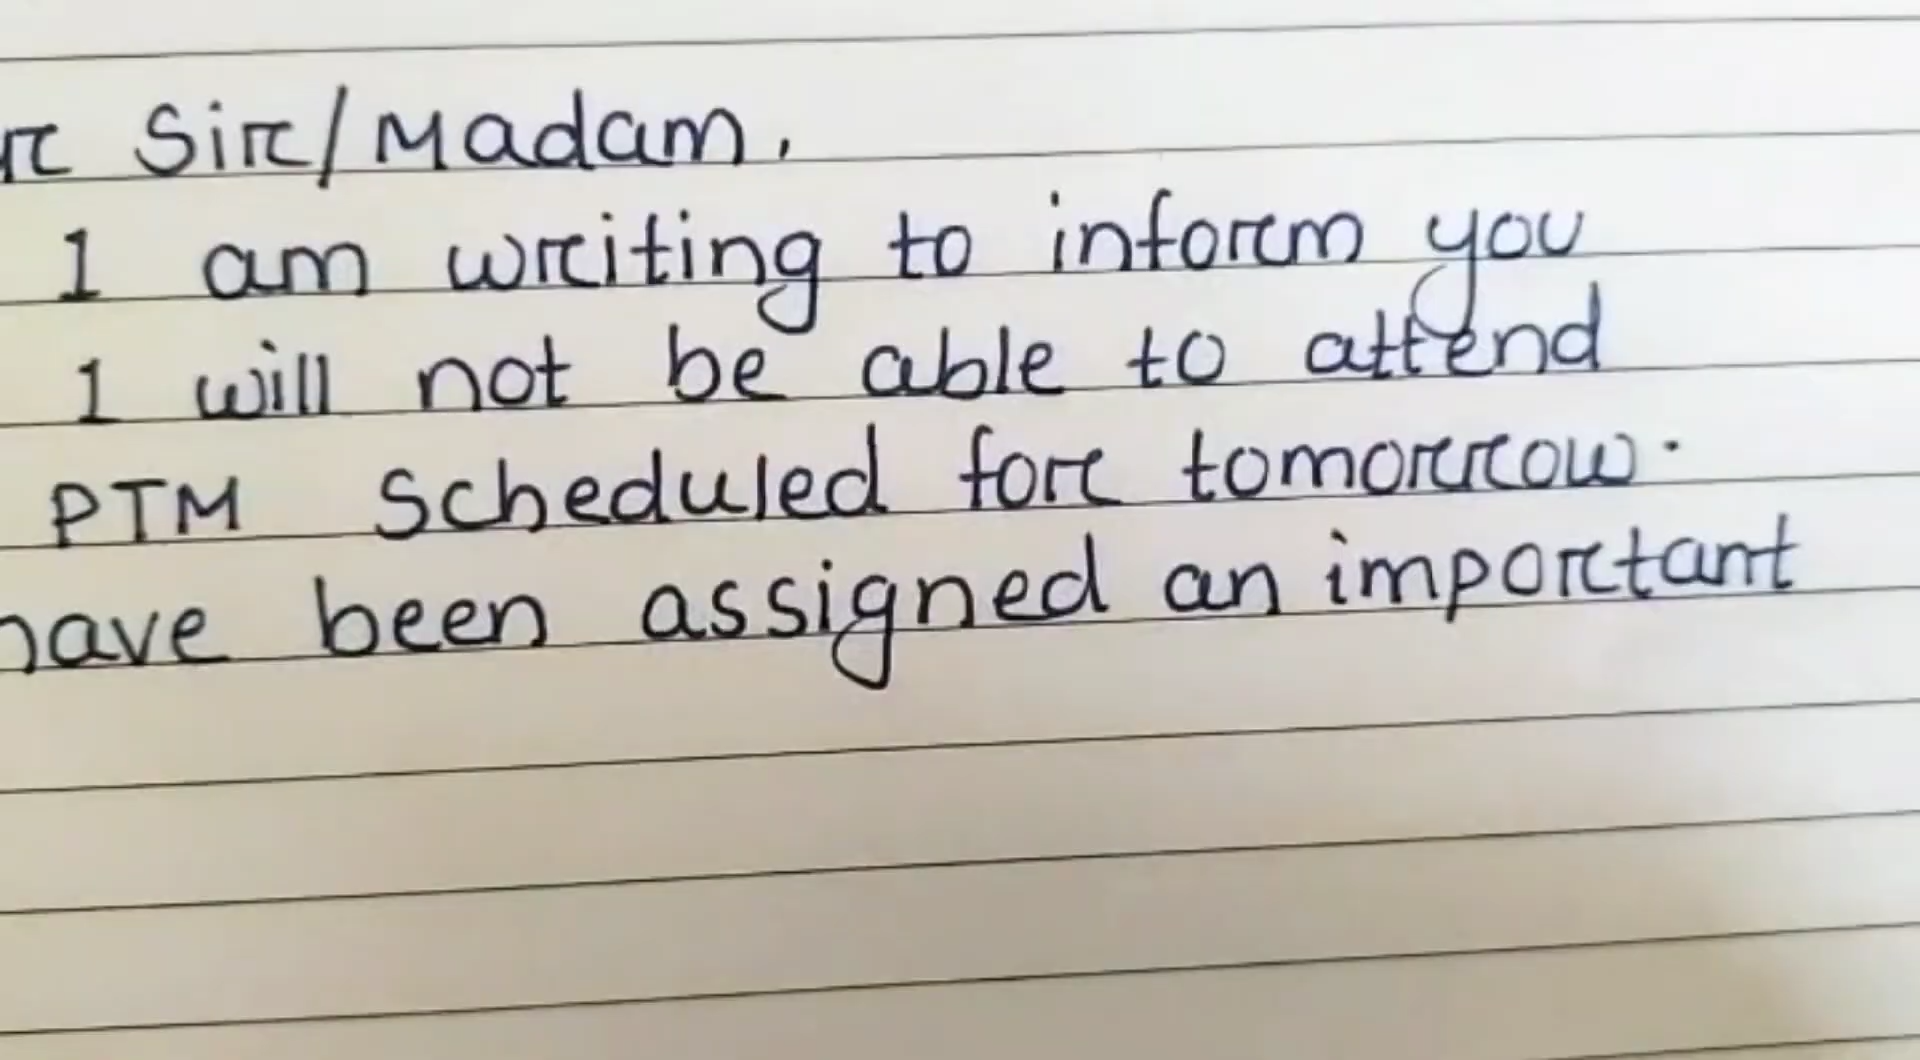 r Sir/Madam,
I am writing to inform you
I will not be able to attend
PTM scheduled for tomorrow.
have been assigned an important